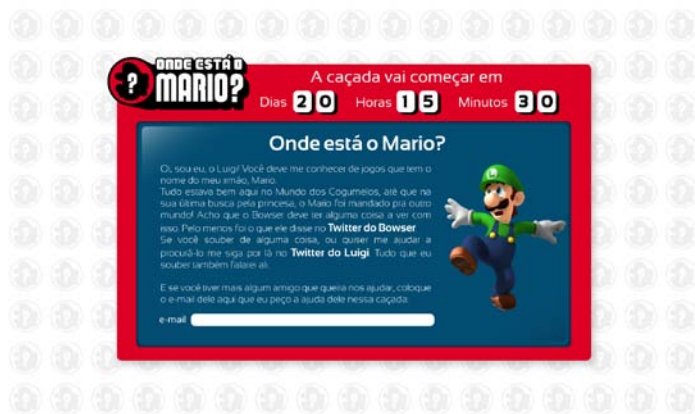 ONDE ESTÁ O
MARIO?
A caçada vai começar em
Dias 20 Horas 15 Minutos 30
Onde está o Mario?
Oi, sou eu, o Luigi! Você deve me conhecer de jogos que tem o
nome do meu irmão, Mario.
Tudo estava bem aqui no Mundo dos Cogumelos, até que na
sua última busca pela princesa, o Mario foi mandado pra outro
mundo! Acho que o Bowser deve ter alguma coisa a ver com
isso. Pelo menos foi o que ele disse no Twitter do Bowser
Se você souber de alguma coisa, ou quiser me ajudar a
procurá-lo me siga por lá no Twitter do Luigi. Tudo que eu
souber também falarei ali.
E se você tiver mais algum amigo que queira nos ajudar, coloque
o e-mail dele aqui que eu peço a ajuda dele nessa caçada:
e-mail